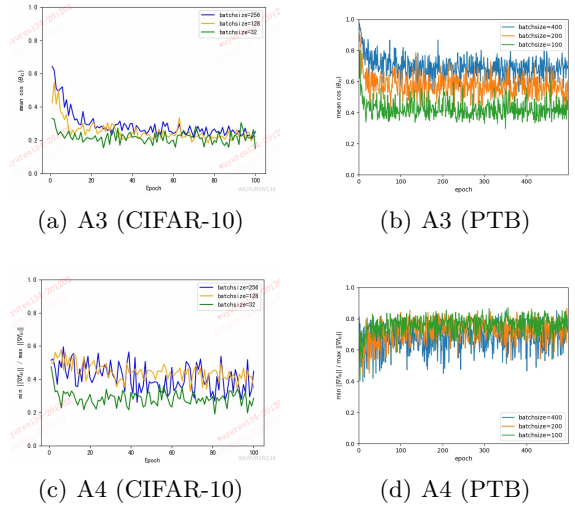 1.0
0.8
0.6
0.4
0.2
0.0
mean cos (θ_{ti})
batchsize=256
batchsize=128
batchsize=32
0 20 40 60 80 100
Epoch
WUYUREN134
(a) A3 (CIFAR-10)
1.0
0.8
0.6
0.4
0.2
0.0
mean cos (θ_{ti})
batchsize=400
batchsize=200
batchsize=100
0 100 200 300 400
epoch
(b) A3 (PTB)
1.0
0.8
0.6
0.4
0.2
0.0
batchsize=256
batchsize=128
batchsize=32
0 20 40 60 80 100
Epoch
(c) A4 (CIFAR-10)
1.0
0.8
0.6
0.4
0.2
0.0
batchsize=400
batchsize=200
batchsize=100
0 100 200 300 400
epoch
(d) A4 (PTB)